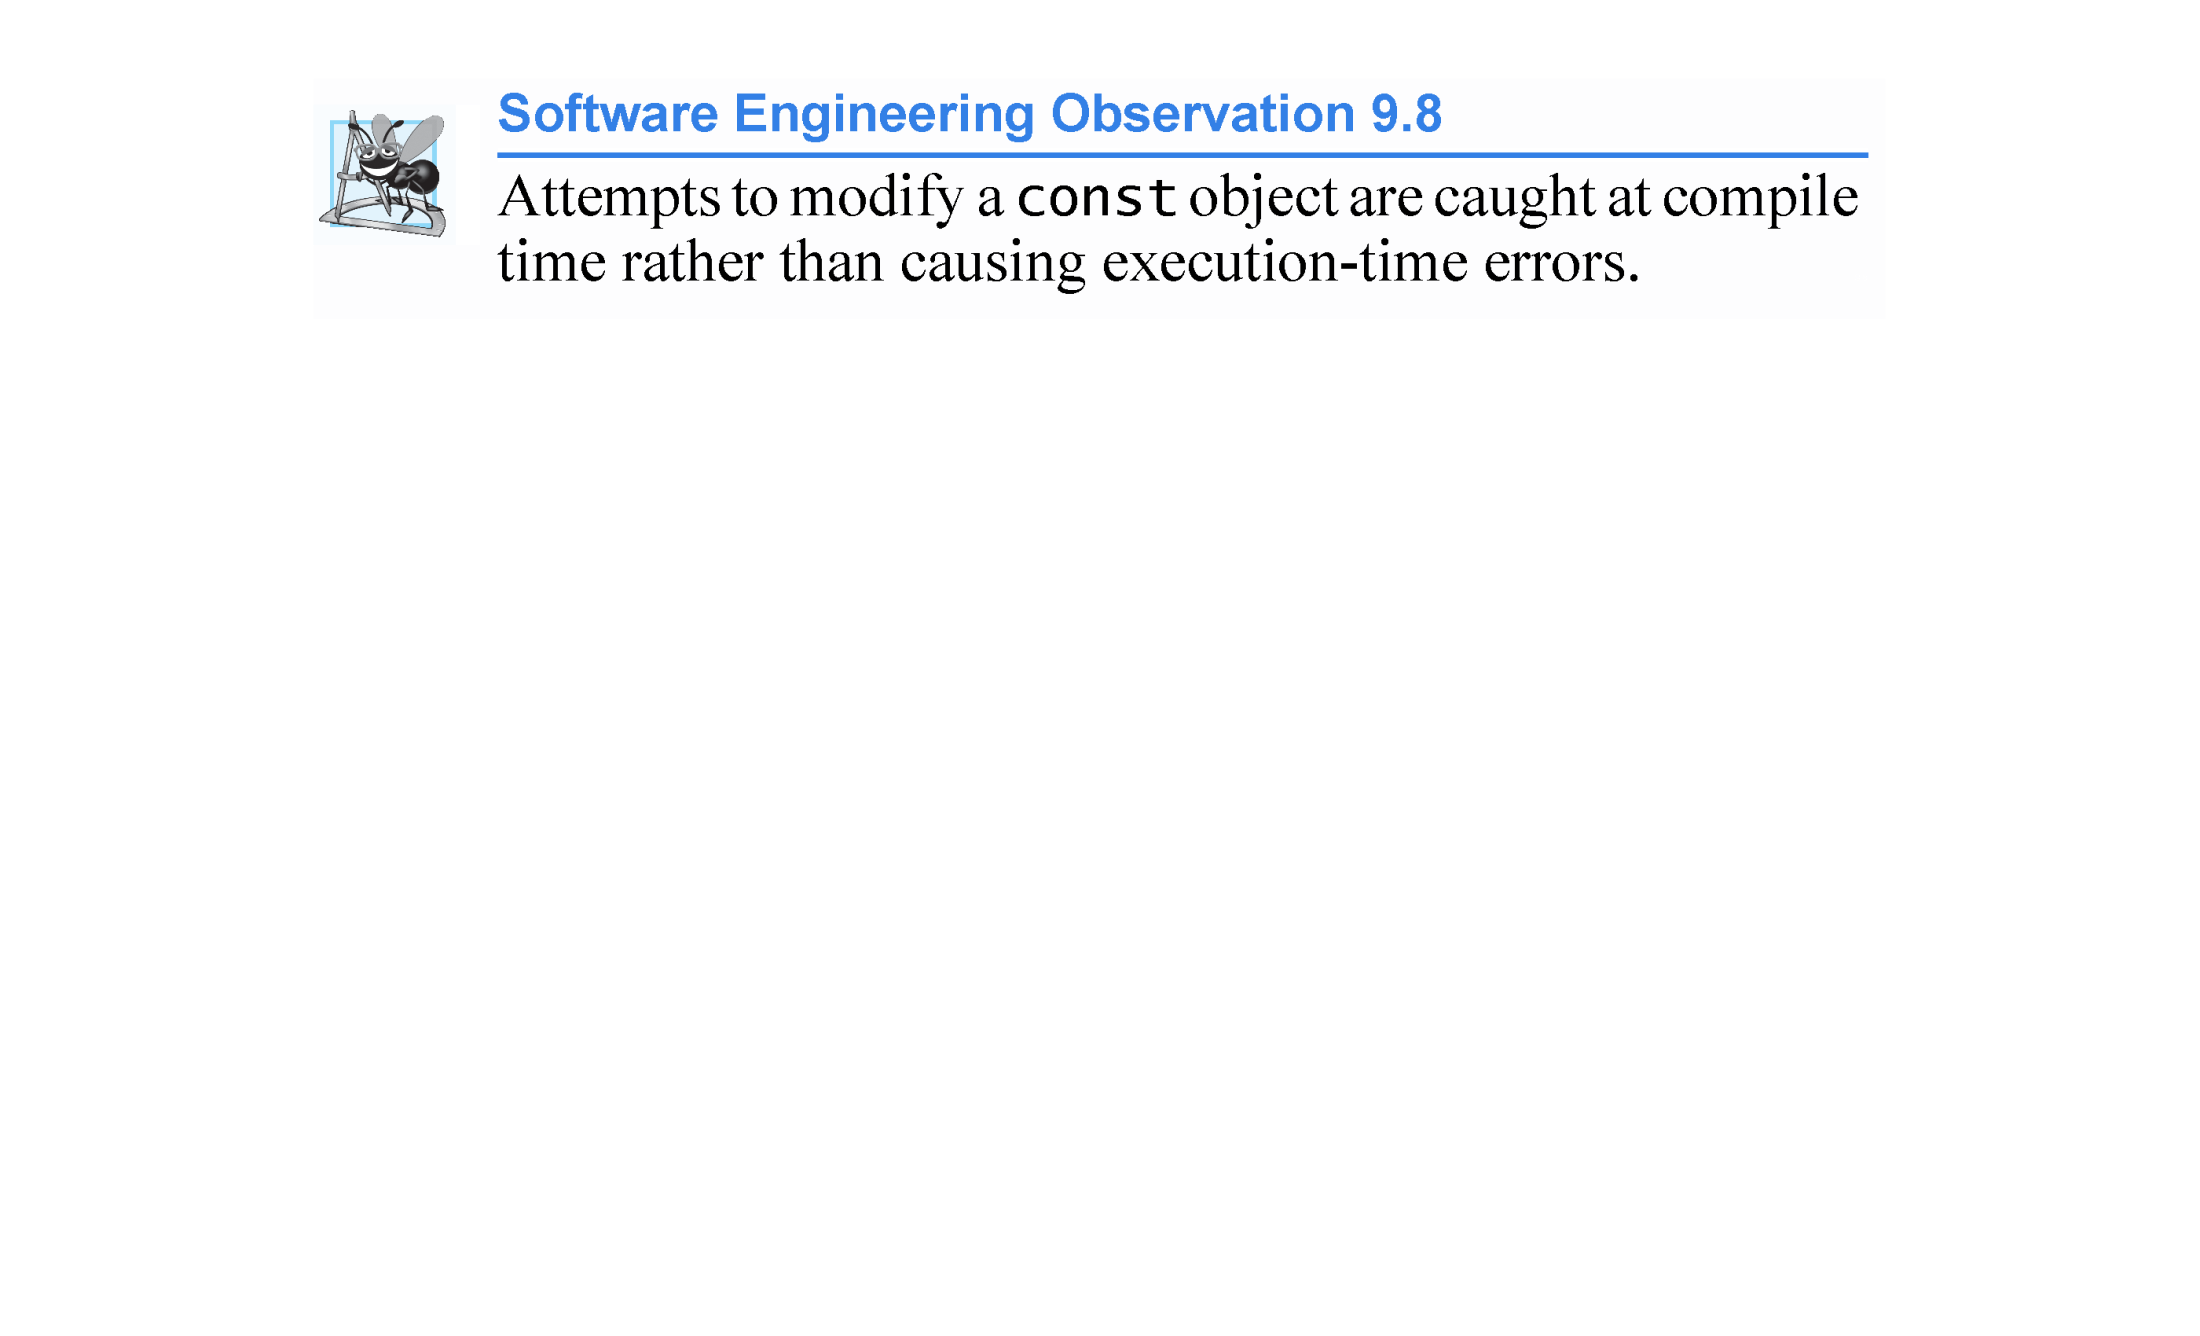 Software Engineering Observation 9.8
Attempts to modify a const object are caught at compile
time rather than causing execution-time errors.